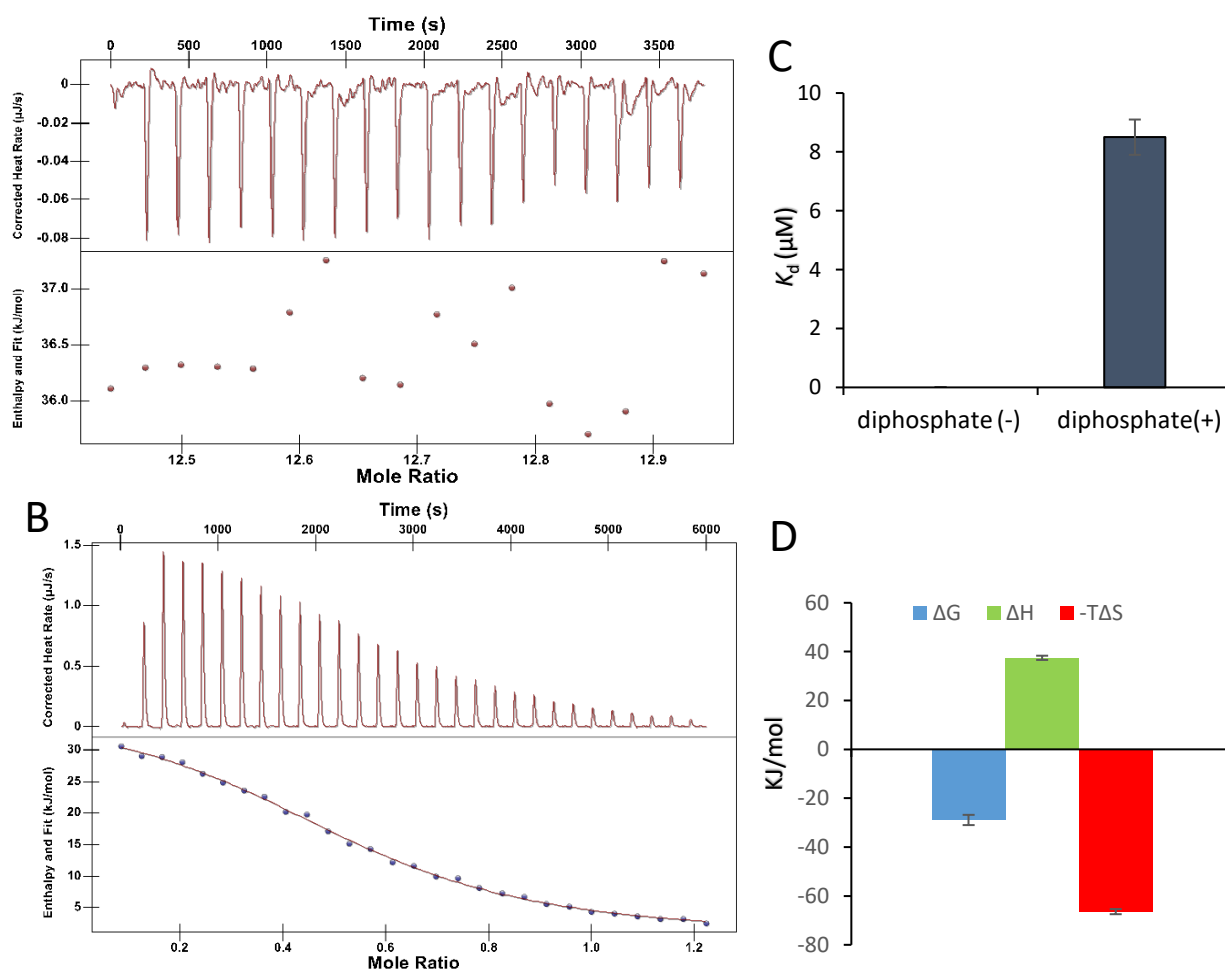 Time (s)
0 500 1000 1500 2000 2500 3000 3500
Corrected Heat Rate (µJ/s)
0
-0.02
-0.04
-0.06
-0.08
Enthalpy and Fit (kJ/mol)
37.0
36.5
36.0
12.5 12.6 12.7 12.8 12.9
Mole Ratio
B
Time (s)
0 1000 2000 3000 4000 5000 6000
Corrected Heat Rate (µJ/s)
1.5
1.0
0.5
0
Enthalpy and Fit (kJ/mol)
30
25
20
15
10
5
0.2 0.4 0.6 0.8 1.0 1.2
Mole Ratio
C
Kd (µM)
10
8
6
4
2
0
diphosphate (-) diphosphate(+)
D
KJ/mol
60
40
20
0
-20
-40
-60
-80
ΔG ΔH -TΔS